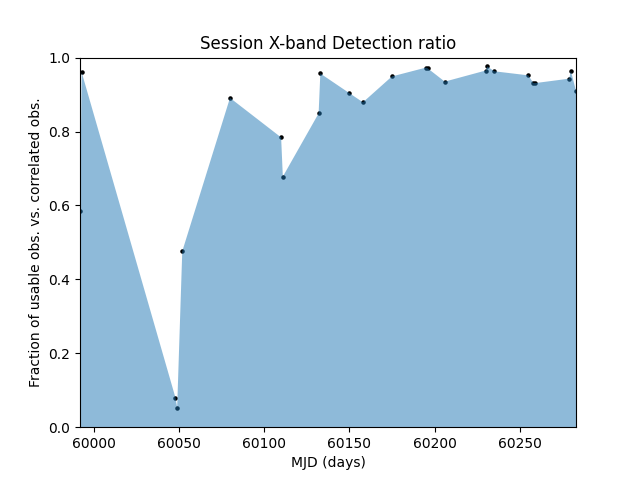 Session X-band Detection ratio
Fraction of usable obs. vs. correlated obs.
1.0
0.8
0.6
0.4
0.2
0.0
60000 60050 60100 60150 60200 60250
MJD (days)